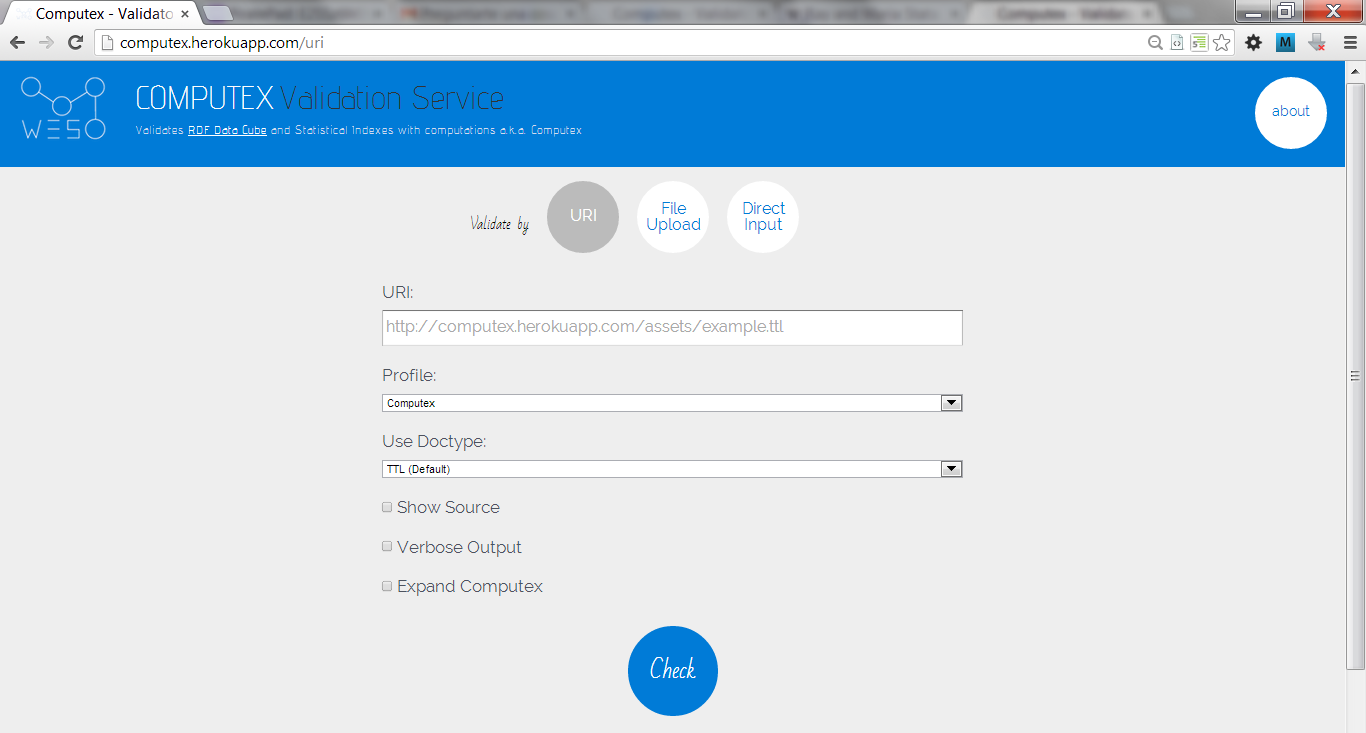 Computex - Validato
computex.herokuapp.com/uri
M
WESO
COMPUTEX Validation Service
Validates RDF Data Cube and Statistical Indexes with computations a.k.a. Computex
about
Validate by
URI
File
Upload
Direct
Input
URI:
http://computex.herokuapp.com/assets/example.ttl
Profile:
Computex
Use Doctype:
TTL (Default)
Show Source
Verbose Output
Expand Computex
Check